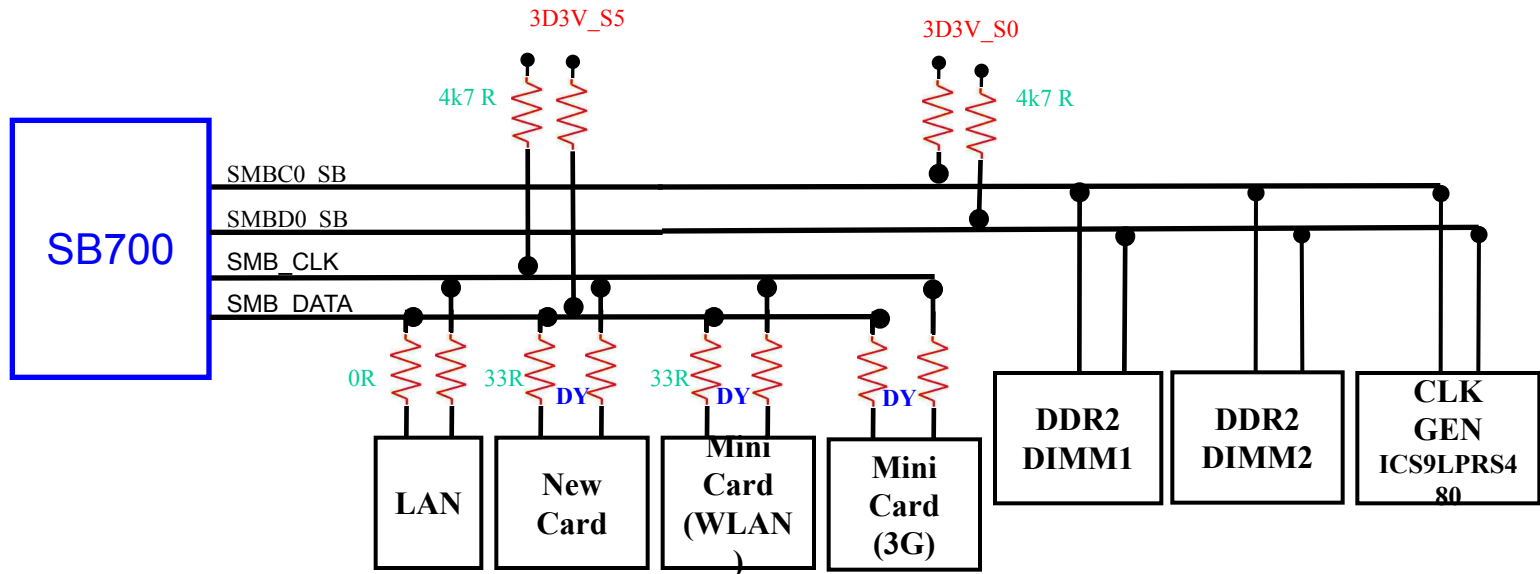 3D3V_S5
3D3V_S0
4k7 R
4k7 R
SMBC0_SB
SMBD0_SB
SB700
SMB_CLK
SMB_DATA
0R
33R
DY
33R
DY
DY
LAN
New
Card
Mini
Card
(WLAN
)
Mini
Card
(3G)
DDR2
DIMM1
DDR2
DIMM2
CLK
GEN
ICS9LPRS4
80